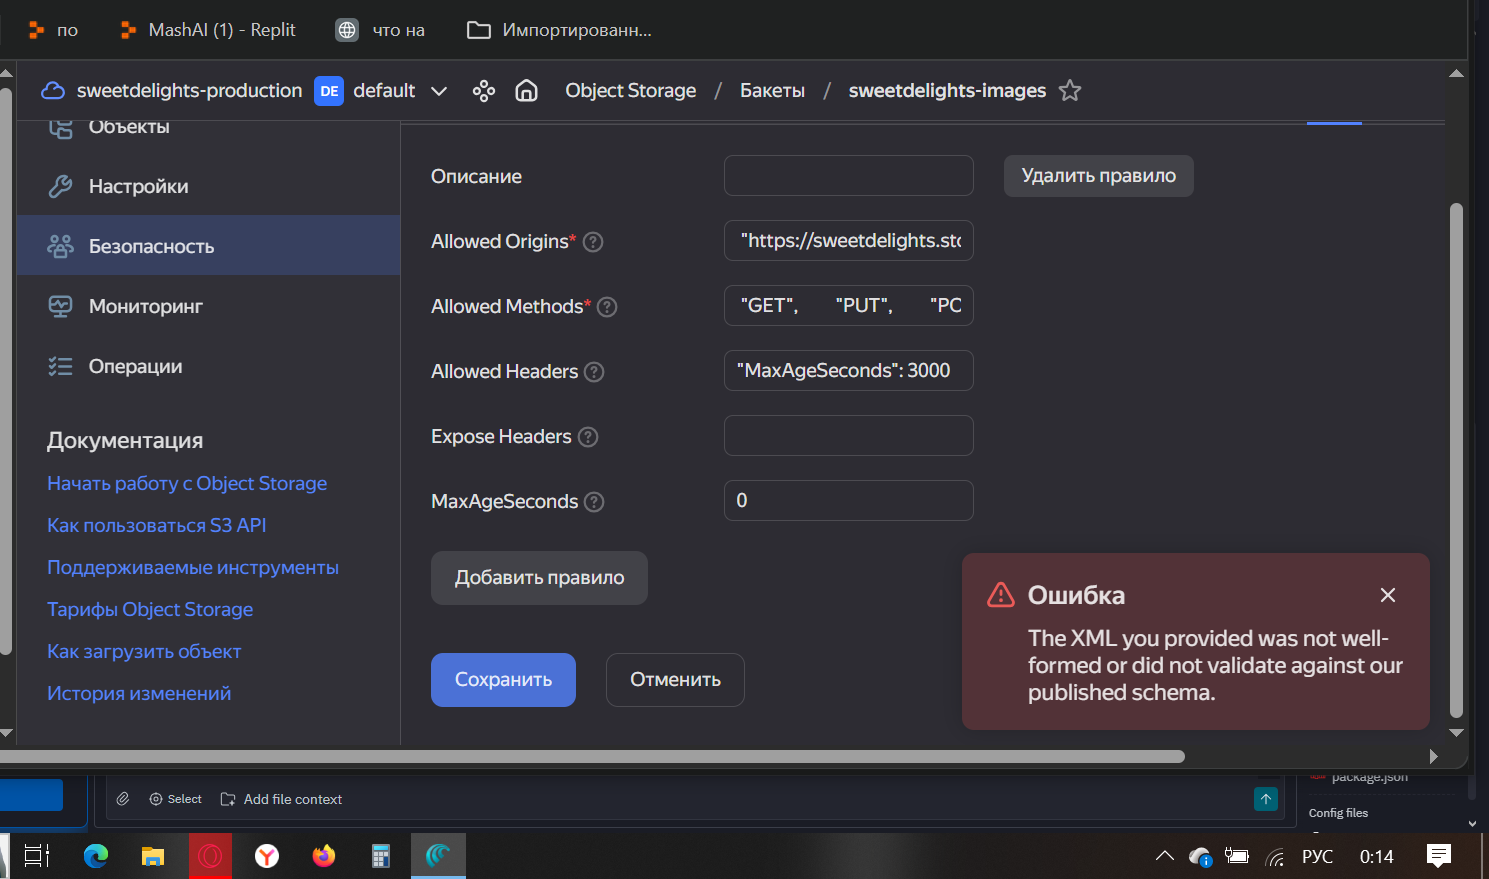 по
MashAI (1) - Replit
что на
Импортированн...
sweetdelights-production DE default
Object Storage / Бакеты / sweetdelights-images
Объекты
Настройки
Безопасность
Мониторинг
Операции
Документация
Начать работу с Object Storage
Как пользоваться S3 API
Поддерживаемые инструменты
Тарифы Object Storage
Как загрузить объект
История изменений
Описание
Удалить правило
Allowed Origins* ?
"https://sweetdelights.sto
Allowed Methods* ?
"GET", "PUT", "PO
Allowed Headers ?
"MaxAgeSeconds": 3000
Expose Headers ?
MaxAgeSeconds ?
0
Добавить правило
Сохранить
Отменить
Ошибка
The XML you provided was not well-
formed or did not validate against our
published schema.
Select
Add file context
package.json
Config files
РУС
0:14